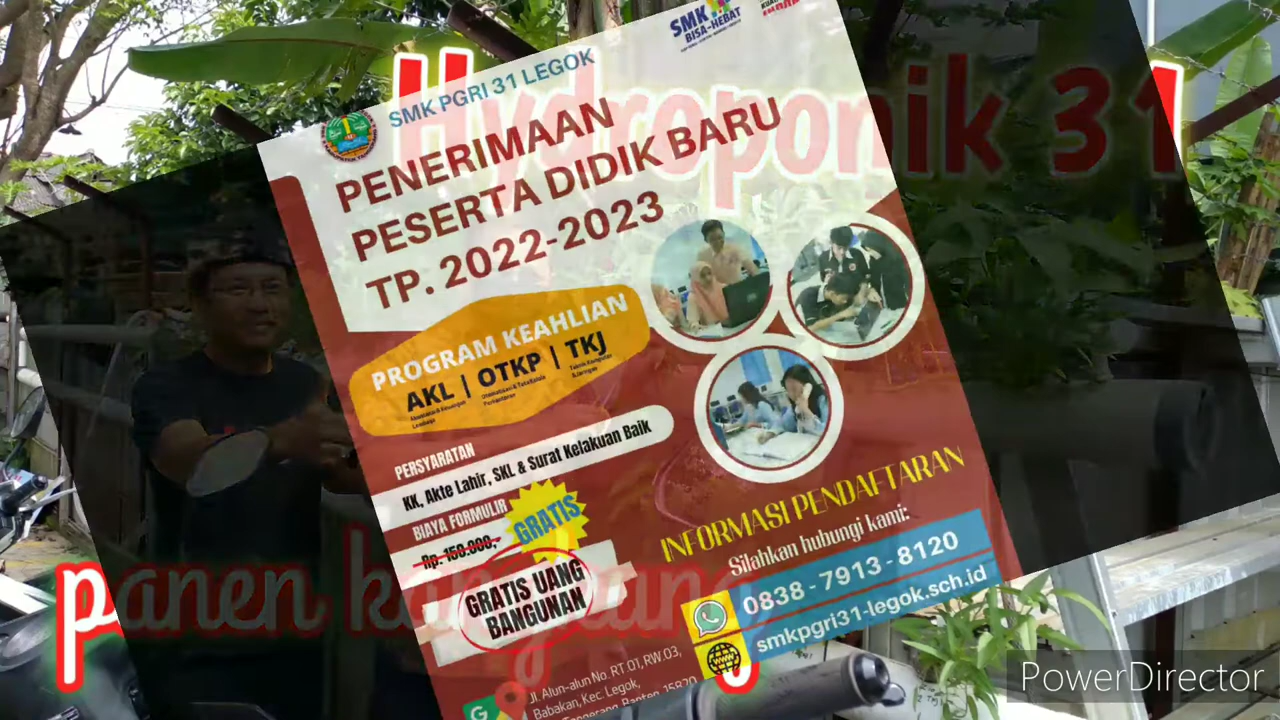 Hydroponik 31
SMK BISA-HEBAT
SMK PGRI 31 LEGOK
PENERIMAAN
PESERTA DIDIK BARU
TP. 2022-2023
PROGRAM KEAHLIAN
AKL | OTKP | TKJ
PERSYARATAN
KK, Akte Lahir, SKL & Surat Kelakuan Baik
BIAYA FORMULIR
Rp. 150.000,-
GRATIS
GRATIS UANG
BANGUNAN
INFORMASI PENDAFTARAN
Silahkan hubungi kami:
0838 - 7913 - 8120
smkpgri31-legok.sch.id
Jl. Alun-alun No. RT.01, RW.03,
Babakan, Kec. Legok,
Tangerang, Banten 15820
panen
PowerDirector